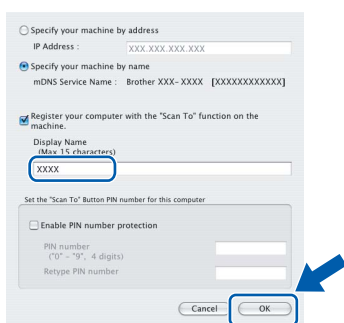 Specify your machine by address
IP Address : XXX.XXX.XXX.XXX
Specify your machine by name
mDNS Service Name : Brother XXX-XXXX [XXXXXXXXXXXX]
Register your computer with the "Scan To" function on the
machine.
Display Name
(Max 15 characters)
XXXX
Set the "Scan To" Button PIN number for this computer
Enable PIN number protection
PIN number
("0" - "9", 4 digits)
Retype PIN number
Cancel OK